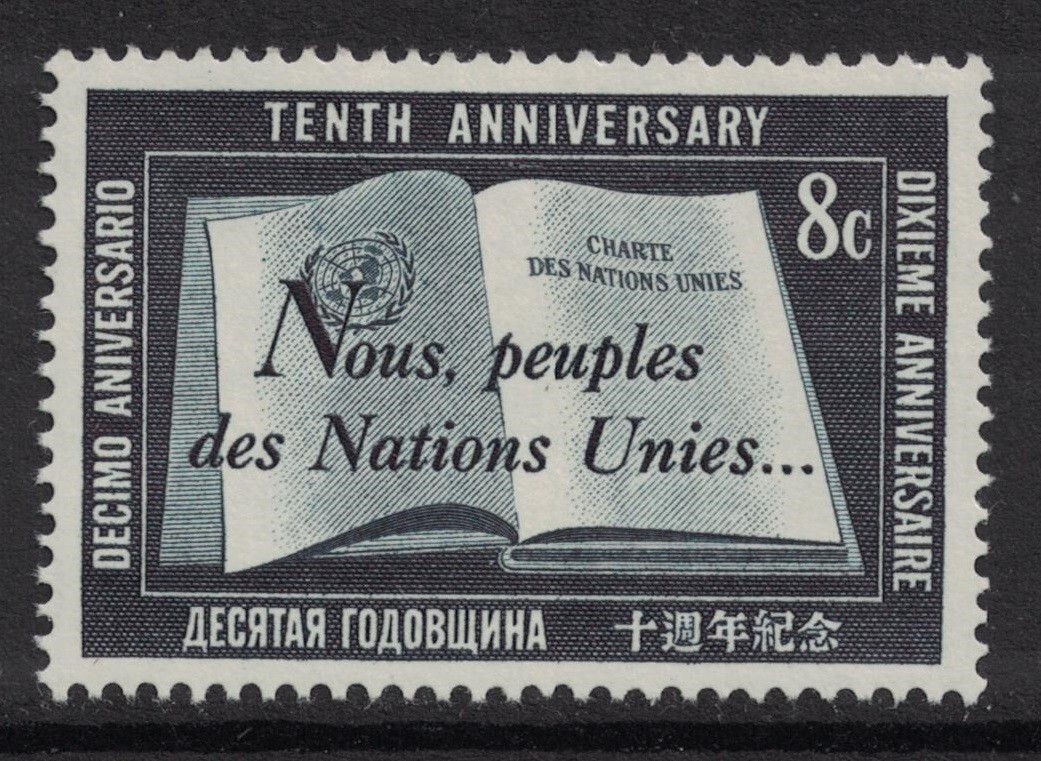 TENTH ANNIVERSARY
DECIMO ANIVERSARIO
8c
DIXIEME ANNIVERSAIRE
CHARTE
DES NATIONS UNIES
Nous, peuples
des Nations Unies...
ДЕСЯТАЯ ГОДОВЩИНА
十週年紀念